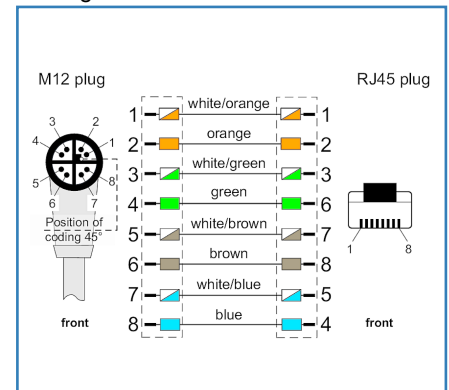 M12 plug
RJ45 plug
3 2
4 1
5 8
6 7
Position of
coding 45°
front
1 white/orange 1
2 orange 2
3 white/green 3
4 green 6
5 white/brown 7
6 brown 8
7 white/blue 5
8 blue 4
1 8
front